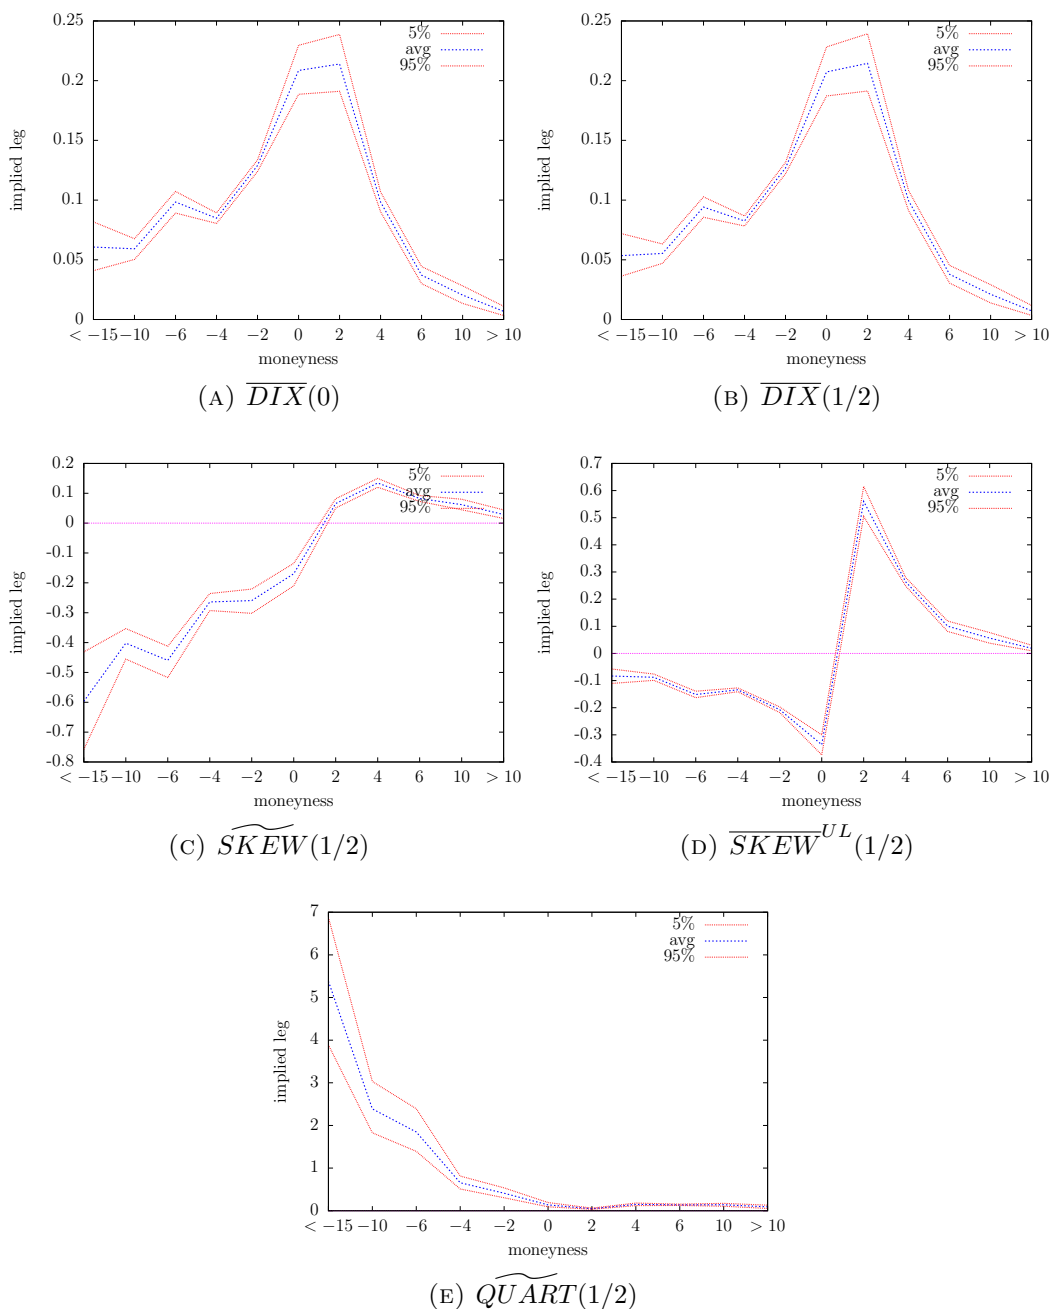 0.25
0.2
0.15
0.1
0.05
0
implied leg
5%
avg
95%
< −15 −10 −6 −4 −2 0 2 4 6 10 > 10
moneyness
(A) DIX(0)
0.25
0.2
0.15
0.1
0.05
0
implied leg
5%
avg
95%
< −15 −10 −6 −4 −2 0 2 4 6 10 > 10
moneyness
(B) DIX(1/2)
0.2
0.1
0
-0.1
-0.2
-0.3
-0.4
-0.5
-0.6
-0.7
-0.8
implied leg
5%
avg
95%
< −15 −10 −6 −4 −2 0 2 4 6 10 > 10
moneyness
(C) SKEW(1/2)
0.7
0.6
0.5
0.4
0.3
0.2
0.1
0
-0.1
-0.2
-0.3
-0.4
implied leg
5%
avg
95%
< −15 −10 −6 −4 −2 0 2 4 6 10 > 10
moneyness
(D) SKEW^{UL}(1/2)
7
6
5
4
3
2
1
0
implied leg
5%
avg
95%
< −15 −10 −6 −4 −2 0 2 4 6 10 > 10
moneyness
(E) QUART(1/2)